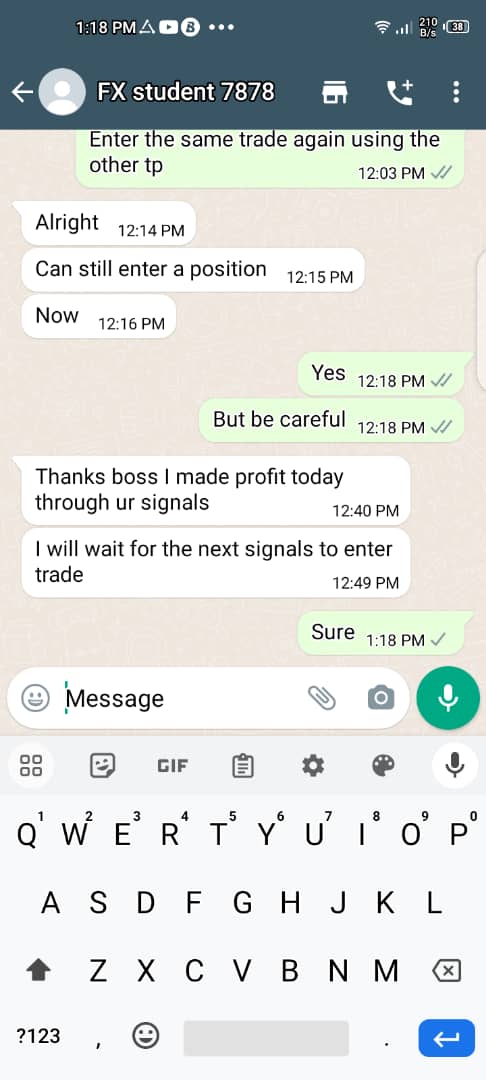 1:18 PM
210
B/s
38
FX student 7878
Enter the same trade again using the
other tp
12:03 PM
Alright 12:14 PM
Can still enter a position 12:15 PM
Now 12:16 PM
Yes 12:18 PM
But be careful 12:18 PM
Thanks boss I made profit today
through ur signals
12:40 PM
I will wait for the next signals to enter
trade
12:49 PM
Sure 1:18 PM
Message
GIF
1 2 3 4 5 6 7 8 9 0
Q W E R T Y U I O P
A S D F G H J K L
Z X C V B N M
?123 , .